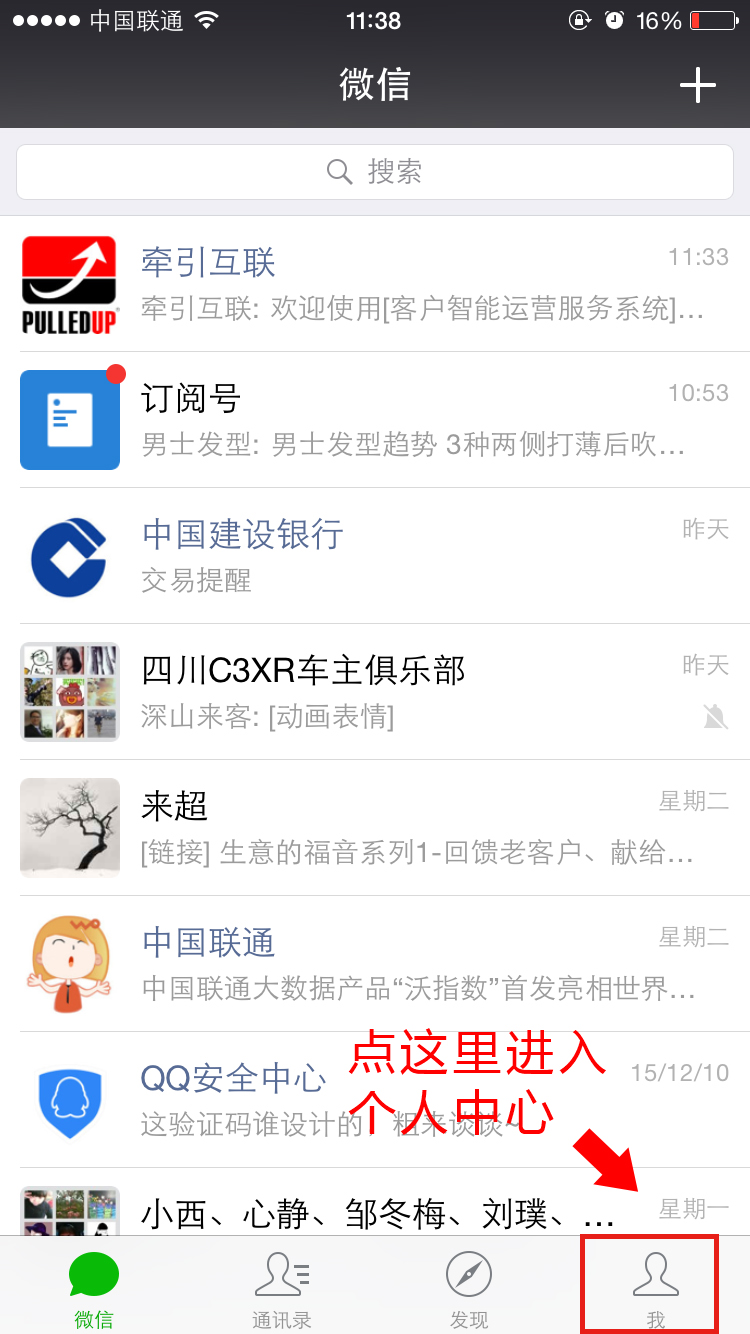 中国联通 11:38 16%
微信
搜索
牵引互联 11:33
牵引互联: 欢迎使用[客户智能运营服务系统]...
PULLEDUP
订阅号 10:53
男士发型: 男士发型趋势 3种两侧打薄后吹...
中国建设银行 昨天
交易提醒
四川C3XR车主俱乐部 昨天
深山来客: [动画表情]
来超 星期二
[链接] 生意的福音系列1-回馈老客户、献给...
中国联通 星期二
中国联通大数据产品“沃指数”首发亮相世界...
点这里进入
个人中心
QQ安全中心 15/12/10
这验证码谁设计的! 粗来谈谈~
小西、心静、邹冬梅、刘璞、... 星期一
微信 通讯录 发现 我